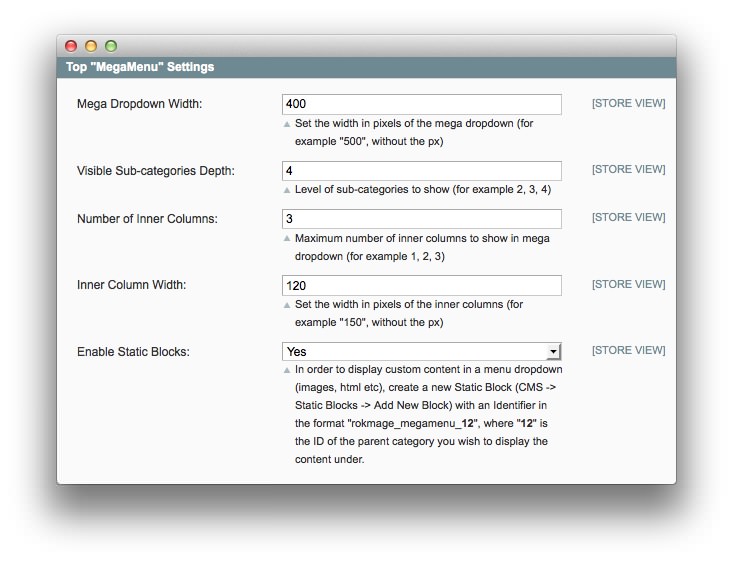 Top "MegaMenu" Settings
Mega Dropdown Width:
400
[STORE VIEW]
Set the width in pixels of the mega dropdown (for
example "500", without the px)
Visible Sub-categories Depth:
4
[STORE VIEW]
Level of sub-categories to show (for example 2, 3, 4)
Number of Inner Columns:
3
[STORE VIEW]
Maximum number of inner columns to show in mega
dropdown (for example 1, 2, 3)
Inner Column Width:
120
[STORE VIEW]
Set the width in pixels of the inner columns (for
example "150", without the px)
Enable Static Blocks:
Yes
[STORE VIEW]
In order to display custom content in a menu dropdown
(images, html etc), create a new Static Block (CMS ->
Static Blocks -> Add New Block) with an Identifier in
the format "rokmage_megamenu_12", where "12" is
the ID of the parent category you wish to display the
content under.